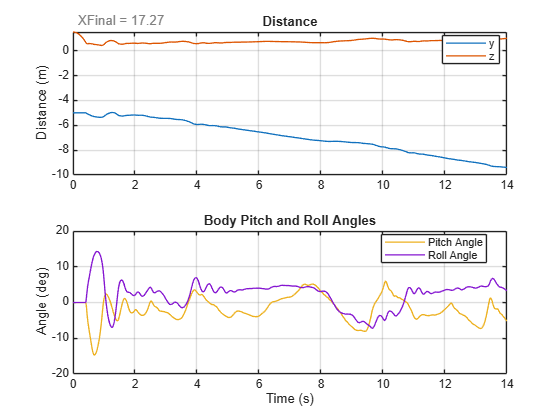 XFinal = 17.27
Distance
Distance (m)
0
-2
-4
-6
-8
-10
0 2 4 6 8 10 12 14
y
z
Body Pitch and Roll Angles
Angle (deg)
20
10
0
-10
-20
0 2 4 6 8 10 12 14
Pitch Angle
Roll Angle
Time (s)